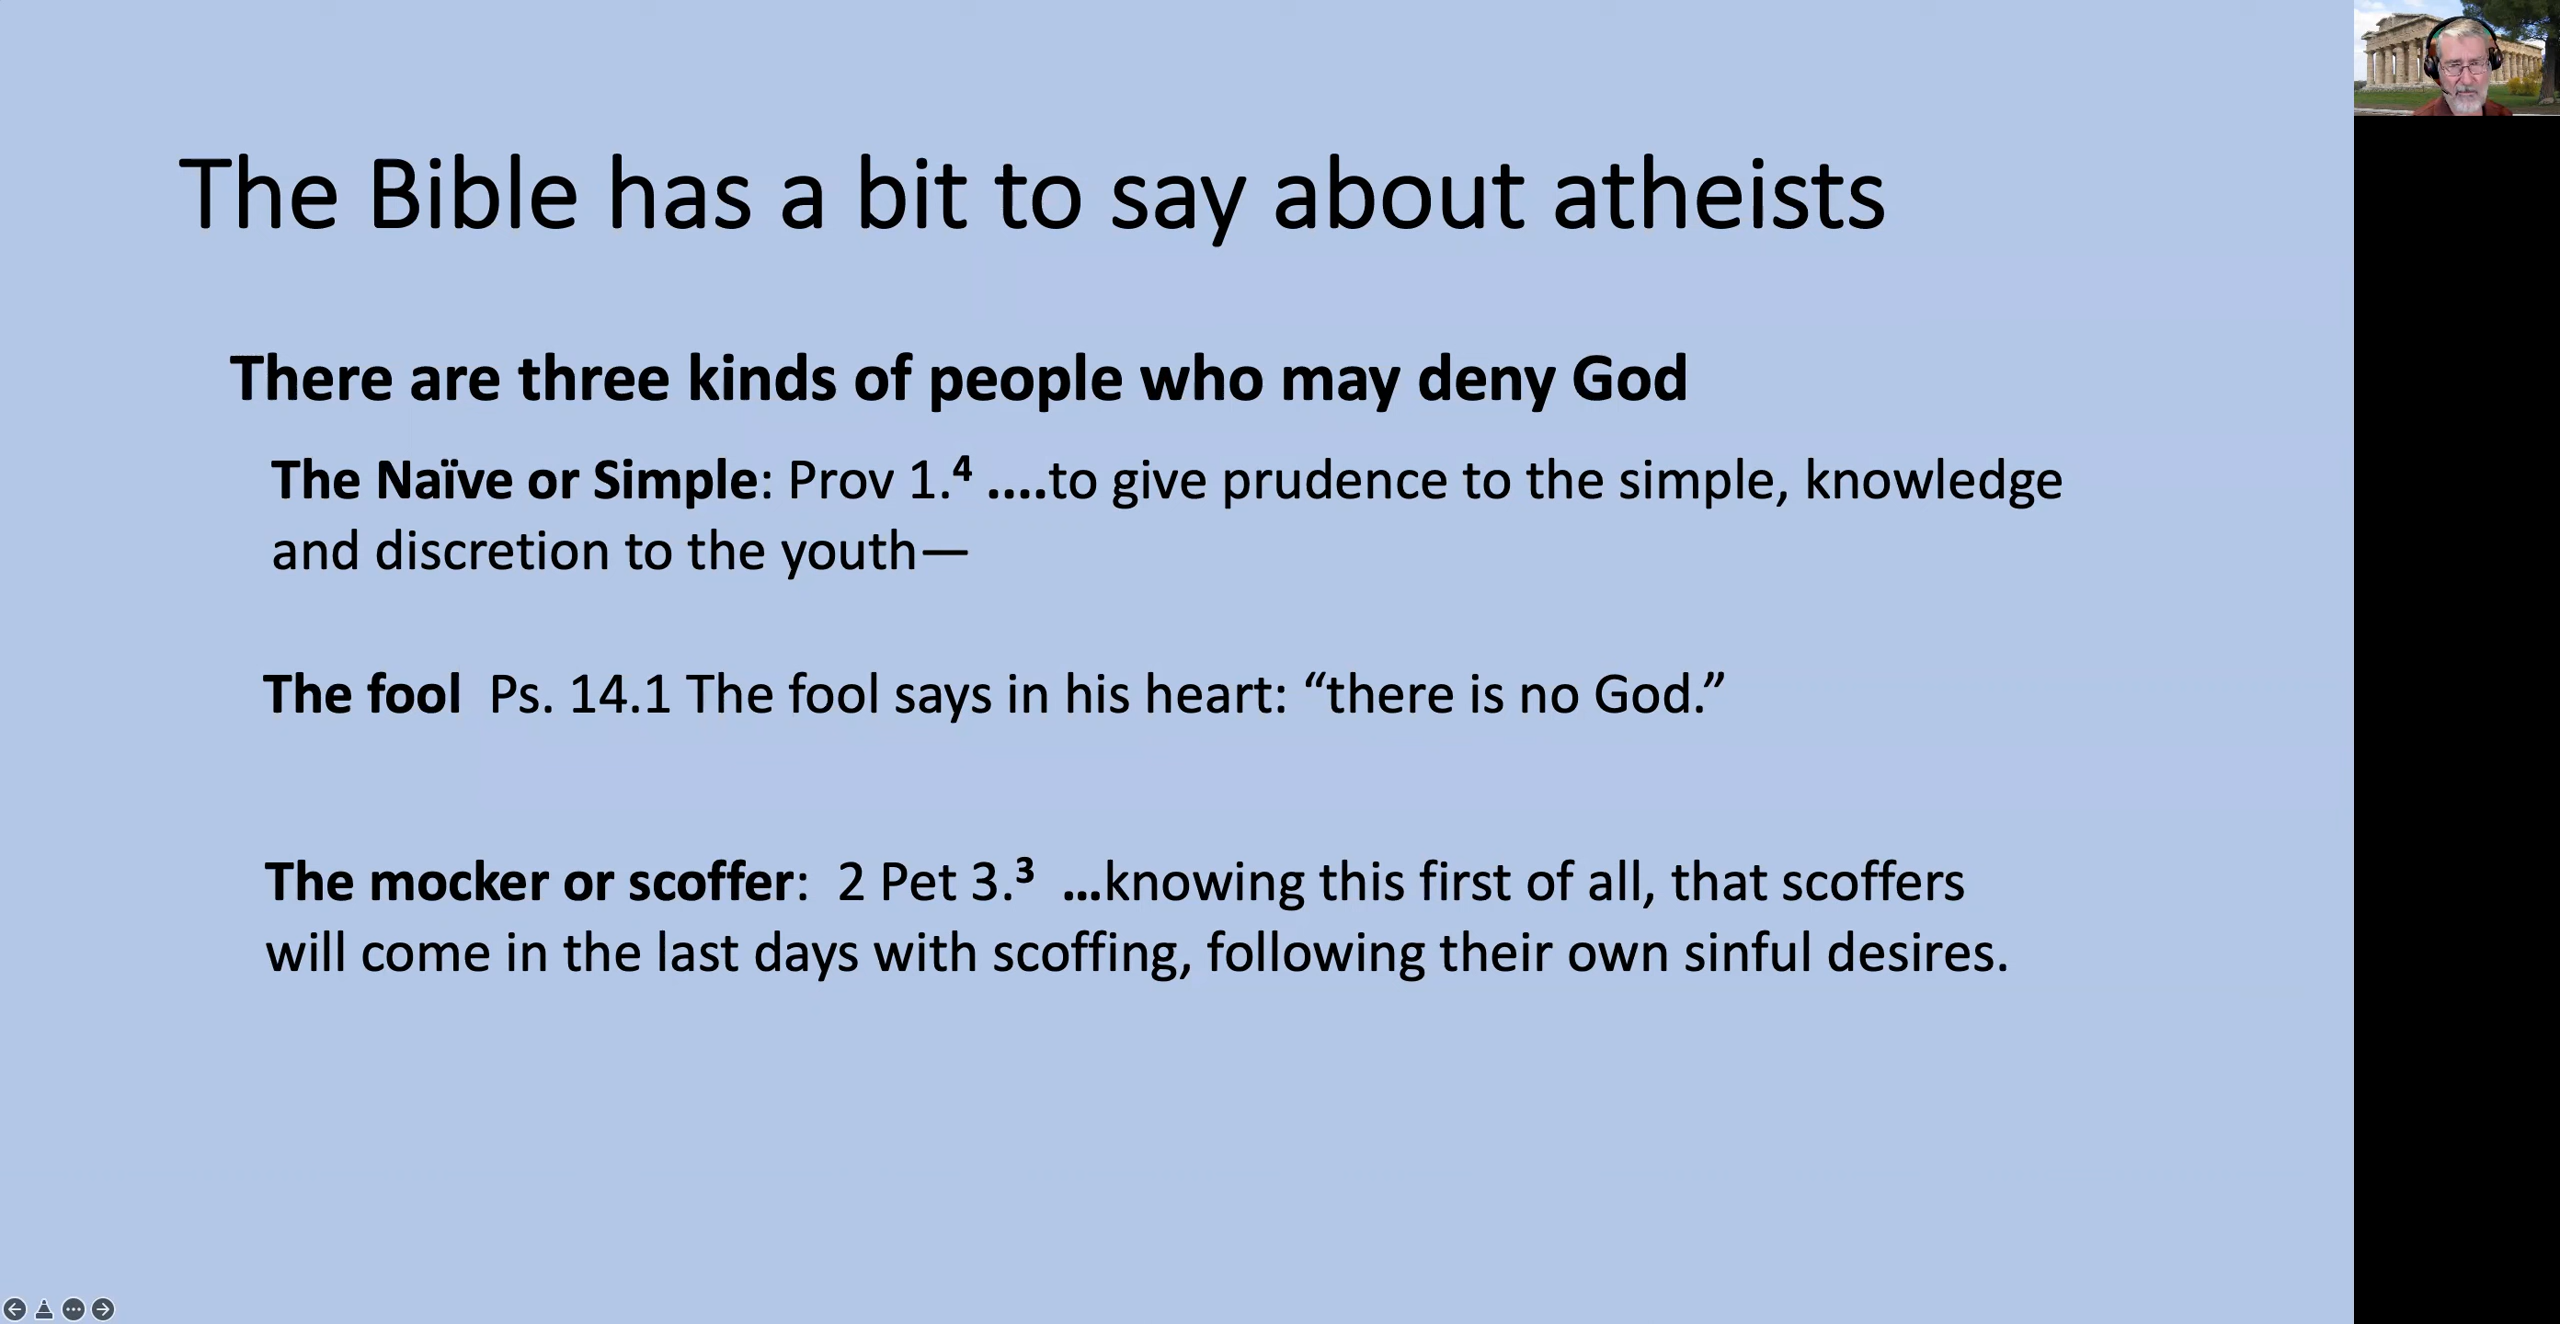 The Bible has a bit to say about atheists
There are three kinds of people who may deny God
The Naïve or Simple: Prov 1.⁴ ....to give prudence to the simple, knowledge
and discretion to the youth—
The fool  Ps. 14.1 The fool says in his heart: “there is no God.”
The mocker or scoffer:  2 Pet 3.³  ...knowing this first of all, that scoffers
will come in the last days with scoffing, following their own sinful desires.